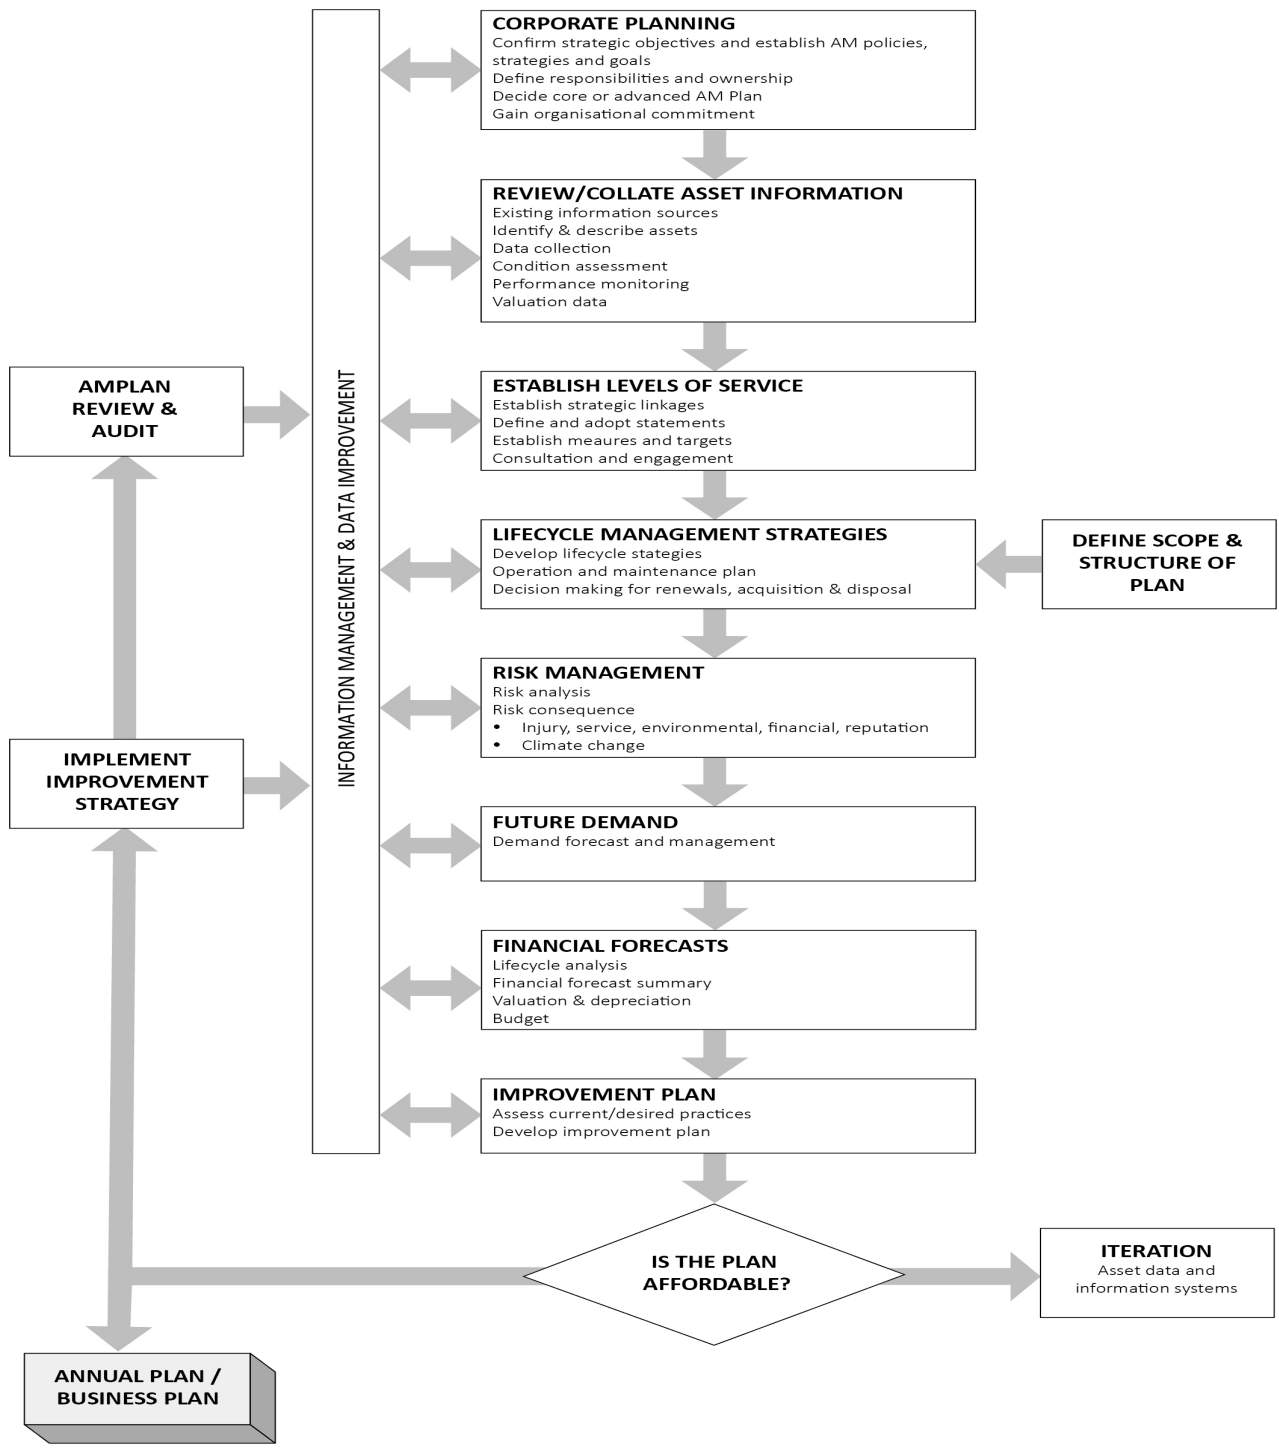 CORPORATE PLANNING
Confirm strategic objectives and establish AM policies,
strategies and goals
Define responsibilities and ownership
Decide core or advanced AM Plan
Gain organisational commitment
REVIEW/COLLATE ASSET INFORMATION
Existing information sources
Identify & describe assets
Data collection
Condition assessment
Performance monitoring
Valuation data
AMPLAN
REVIEW &
AUDIT
INFORMATION MANAGEMENT & DATA IMPROVEMENT
ESTABLISH LEVELS OF SERVICE
Establish strategic linkages
Define and adopt statements
Establish meaures and targets
Consultation and engagement
LIFECYCLE MANAGEMENT STRATEGIES
Develop lifecycle stategies
Operation and maintenance plan
Decision making for renewals, acquisition & disposal
DEFINE SCOPE &
STRUCTURE OF
PLAN
RISK MANAGEMENT
Risk analysis
Risk consequence
• Injury, service, environmental, financial, reputation
• Climate change
IMPLEMENT
IMPROVEMENT
STRATEGY
FUTURE DEMAND
Demand forecast and management
FINANCIAL FORECASTS
Lifecycle analysis
Financial forecast summary
Valuation & depreciation
Budget
IMPROVEMENT PLAN
Assess current/desired practices
Develop improvement plan
IS THE PLAN
AFFORDABLE?
ITERATION
Asset data and
information systems
ANNUAL PLAN /
BUSINESS PLAN